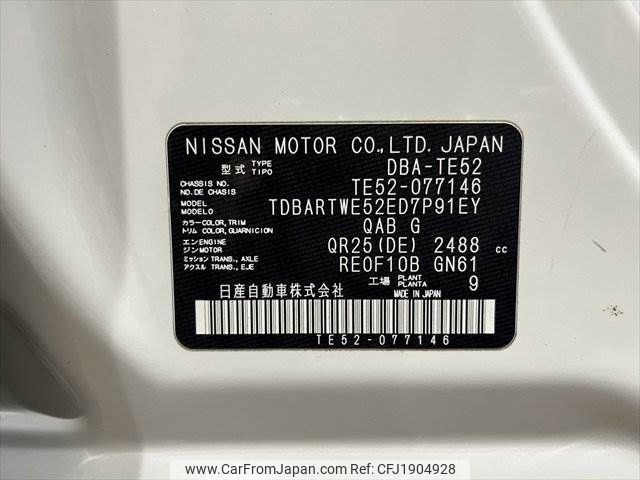 NISSAN MOTOR CO.,LTD. JAPAN
型式 TYPE TIPO DBA-TE52
CHASSIS NO. NO.DE CHASIS TE52-077146
MODEL MODELO TDBARTWE52ED7P91EY
カラー COLOR, TRIM トリム COLOR, GUARNICION QAB G
エンジン ENGINE MOTOR QR25(DE) 2488 cc
ミッション TRANS., AXLE アクスル TRANS., EJE RE0F10B GN61
工場 PLANT PLANTA 9
日産自動車株式会社 MADE IN JAPAN
TE52-077146
www.CarFromJapan.com | Car Ref-ID: CFJ1904928